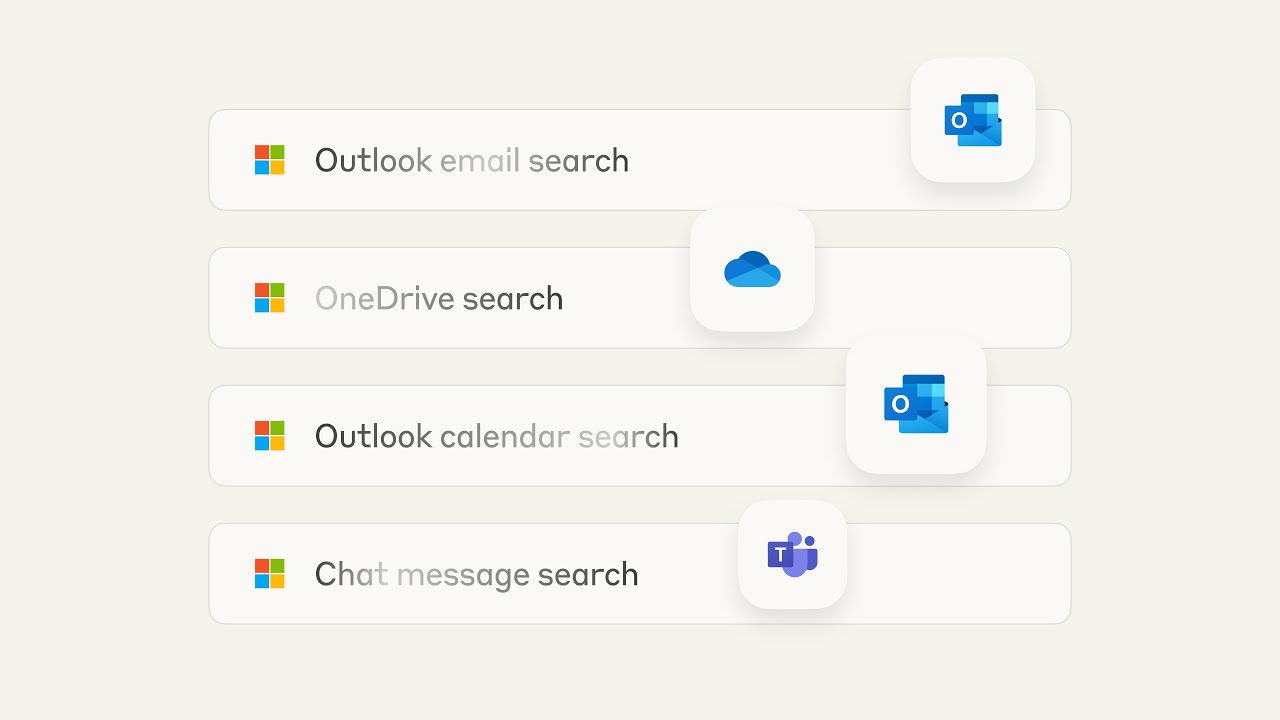 Outlook email search
O
OneDrive search
Outlook calendar search
O
Chat message search
T